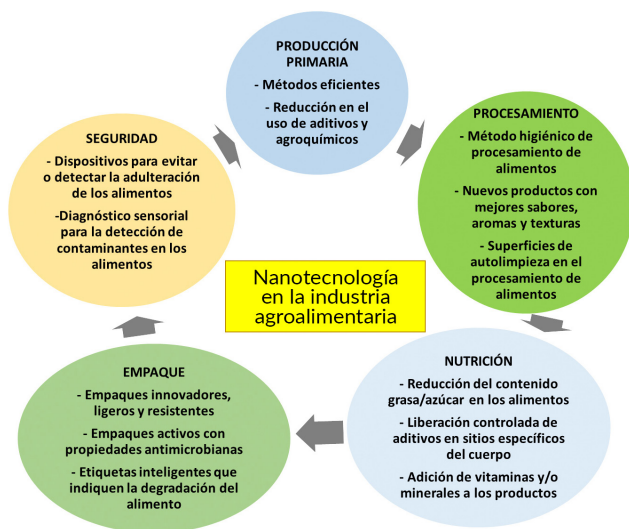 PRODUCCIÓN
PRIMARIA
- Métodos eficientes
- Reducción en el
uso de aditivos y
agroquímicos
PROCESAMIENTO
- Método higiénico de
procesamiento de
alimentos
- Nuevos productos con
mejores sabores,
aromas y texturas
- Superficies de
autolimpieza en el
procesamiento de
alimentos
NUTRICIÓN
- Reducción del contenido
grasa/azúcar en los alimentos
- Liberación controlada de
aditivos en sitios específicos
del cuerpo
- Adición de vitaminas y/o
minerales a los productos
EMPAQUE
- Empaques innovadores,
ligeros y resistentes
- Empaques activos con
propiedades antimicrobianas
- Etiquetas inteligentes que
indiquen la degradación del
alimento
SEGURIDAD
- Dispositivos para evitar
o detectar la adulteración
de los alimentos
-Diagnóstico sensorial
para la detección de
contaminantes en los
alimentos
Nanotecnología
en la industria
agroalimentaria